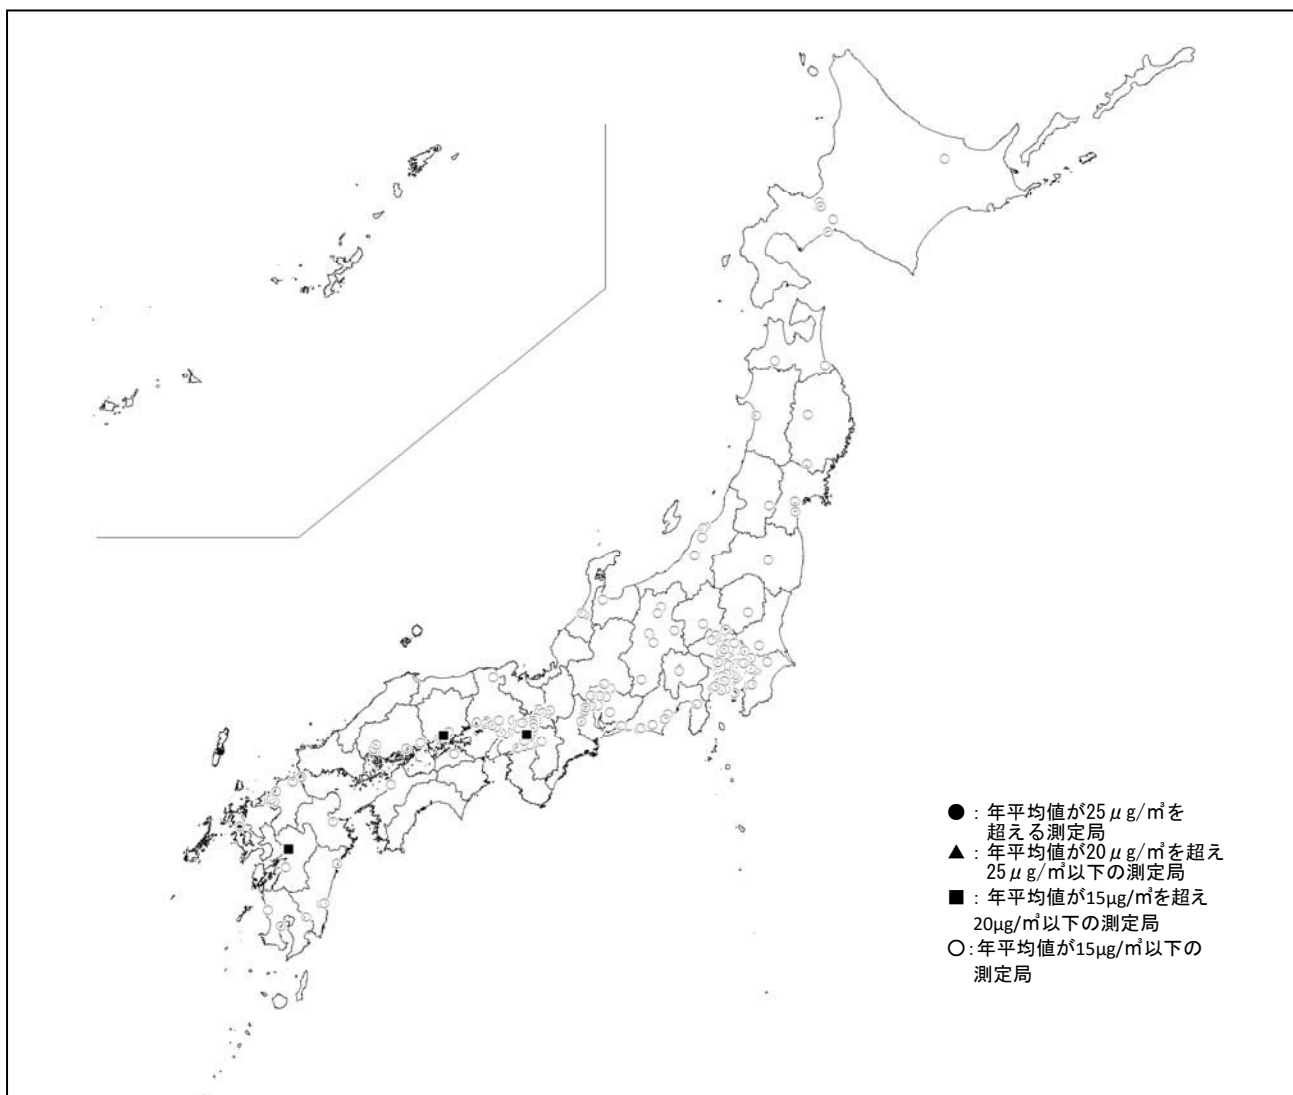 ●：年平均値が25μg/㎥を
超える測定局
▲：年平均値が20μg/㎥を超え
25μg/㎥以下の測定局
■：年平均値が15μg/㎥を超え
20μg/㎥以下の測定局
○：年平均値が15μg/㎥以下の
測定局